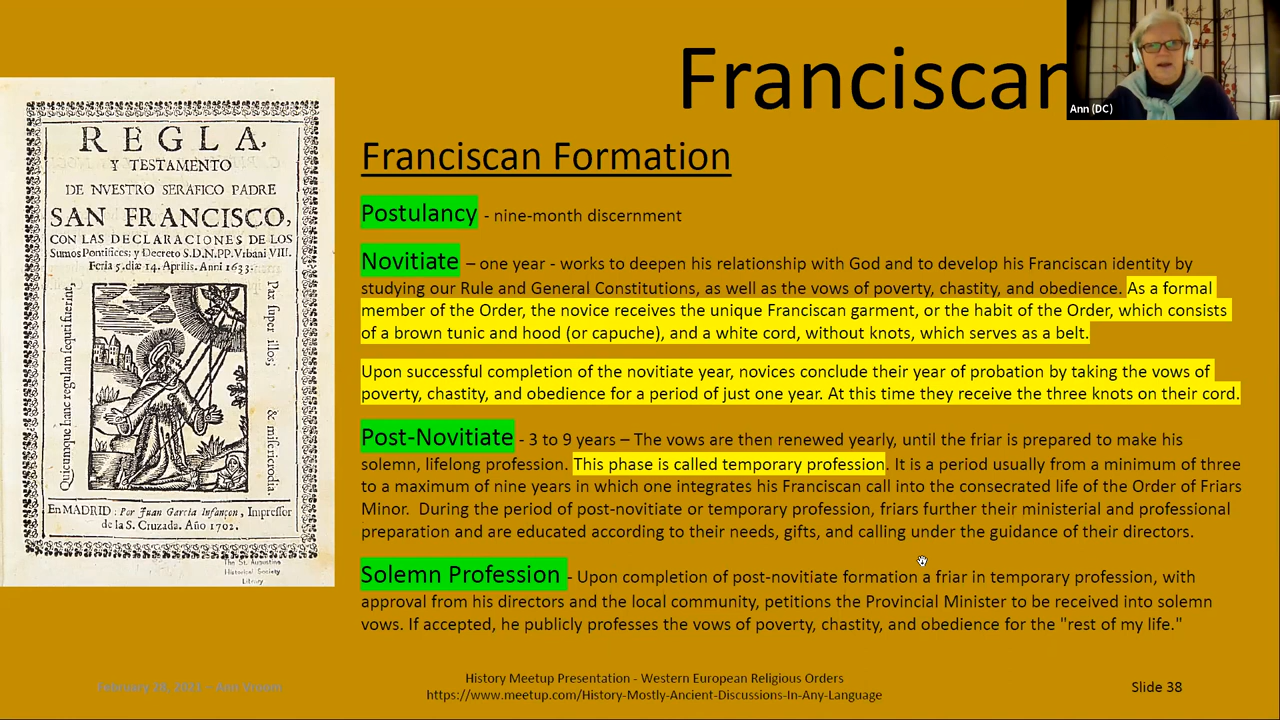 Franciscan
Ann (DC)
REGLA,
Y TESTAMENTO
DE NVESTRO SERAFICO PADRE
SAN FRANCISCO,
CON LAS DECLARACIONES DE LOS
Sumos Pontifices; y Decreto S.D.N.PP. Vrbani VIII.
Feria 5. diæ 14. Aprilis. Anni 1633.
Quicumque hanc regulam sequuti fuerint,
Pax super illos; & misericordia.
En MADRID : Por Juan Garcia Infançon, Impressor
de la S. Cruzada. Año 1702.
The St. Augustine
Historical Society
Library
Franciscan Formation
Postulancy - nine-month discernment
Novitiate – one year - works to deepen his relationship with God and to develop his Franciscan identity by
studying our Rule and General Constitutions, as well as the vows of poverty, chastity, and obedience. As a formal
member of the Order, the novice receives the unique Franciscan garment, or the habit of the Order, which consists
of a brown tunic and hood (or capuche), and a white cord, without knots, which serves as a belt.
Upon successful completion of the novitiate year, novices conclude their year of probation by taking the vows of
poverty, chastity, and obedience for a period of just one year. At this time they receive the three knots on their cord.
Post-Novitiate - 3 to 9 years – The vows are then renewed yearly, until the friar is prepared to make his
solemn, lifelong profession. This phase is called temporary profession. It is a period usually from a minimum of three
to a maximum of nine years in which one integrates his Franciscan call into the consecrated life of the Order of Friars
Minor. During the period of post-novitiate or temporary profession, friars further their ministerial and professional
preparation and are educated according to their needs, gifts, and calling under the guidance of their directors.
Solemn Profession - Upon completion of post-novitiate formation a friar in temporary profession, with
approval from his directors and the local community, petitions the Provincial Minister to be received into solemn
vows. If accepted, he publicly professes the vows of poverty, chastity, and obedience for the "rest of my life."
February 28, 2021 – Ann Vroom
History Meetup Presentation - Western European Religious Orders
https://www.meetup.com/History-Mostly-Ancient-Discussions-In-Any-Language
Slide 38